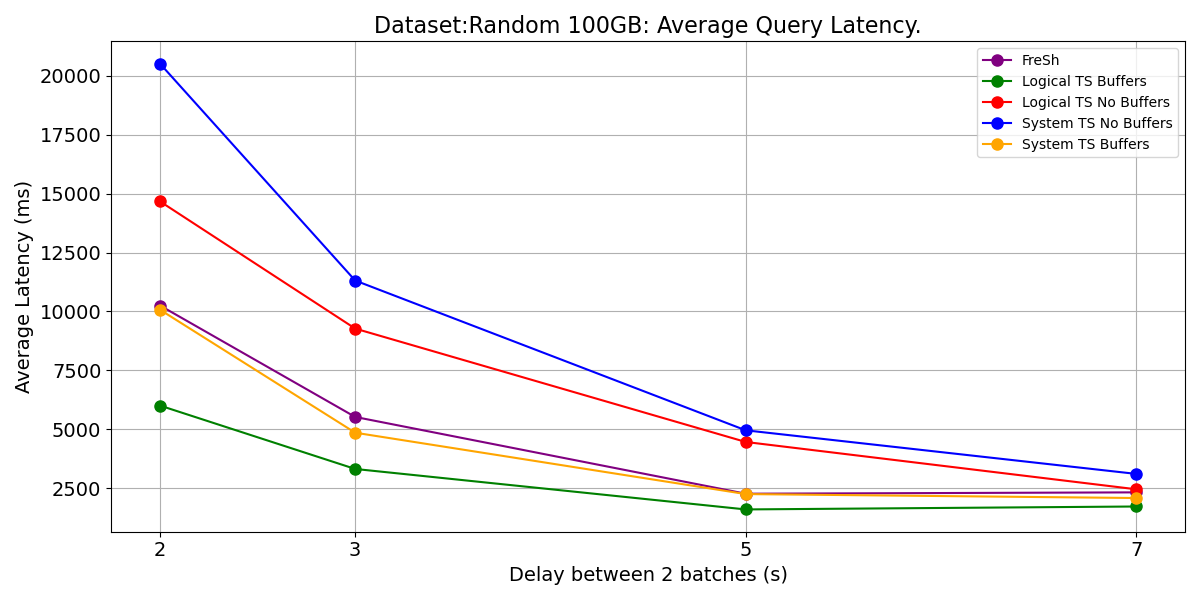 Dataset:Random 100GB: Average Query Latency.
FreSh
Logical TS Buffers
Logical TS No Buffers
System TS No Buffers
System TS Buffers
Average Latency (ms)
20000
17500
15000
12500
10000
7500
5000
2500
2 3 5 7
Delay between 2 batches (s)